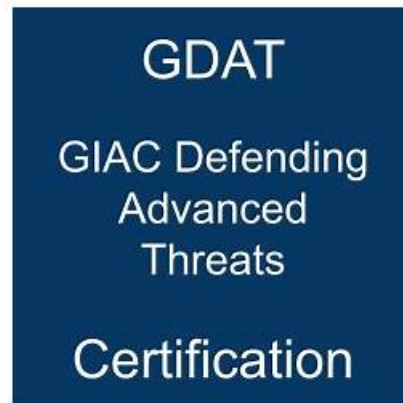 GDAT
GIAC Defending
Advanced
Threats
Certification